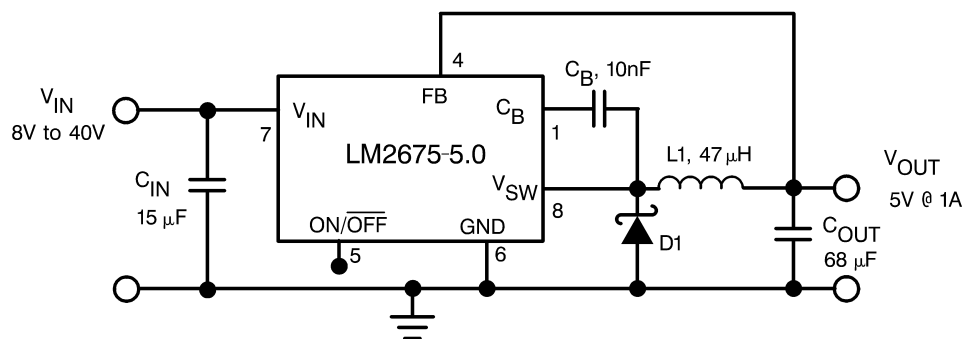 4
C_B, 10nF
V_IN
8V to 40V
7
V_IN
FB
C_B
1
LM2675-5.0
L1, 47 μH
V_OUT
5V @ 1A
C_IN
15 μF
V_SW
8
ON/O̅F̅F̅
GND
5
6
D1
C_OUT
68 μF